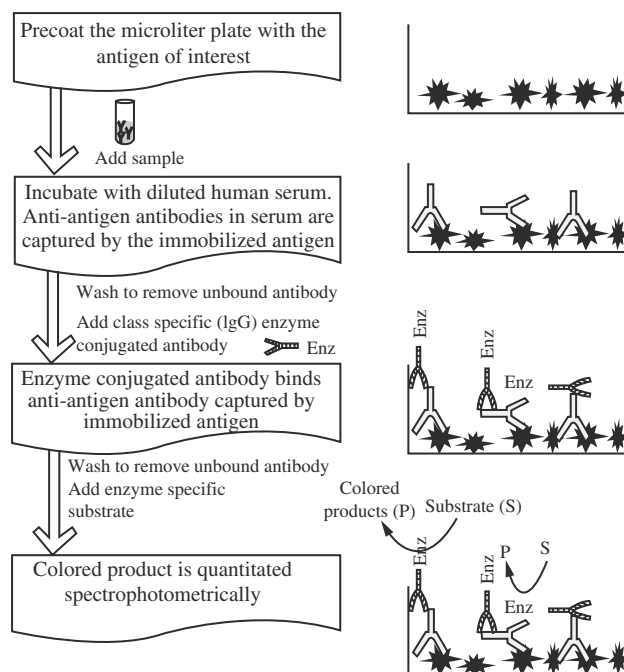 Precoat the microliter plate with the
antigen of interest
Add sample
Incubate with diluted human serum.
Anti-antigen antibodies in serum are
captured by the immobilized antigen
Wash to remove unbound antibody
Add class specific (lgG) enzyme
conjugated antibody
Enz
Enz
Enz
Enz
Enzyme conjugated antibody binds
anti-antigen antibody captured by
immobilized antigen
Wash to remove unbound antibody
Add enzyme specific
substrate
Colored
products (P)
Substrate (S)
Enz
P
S
Enz
Enz
Colored product is quantitated
spectrophotometrically